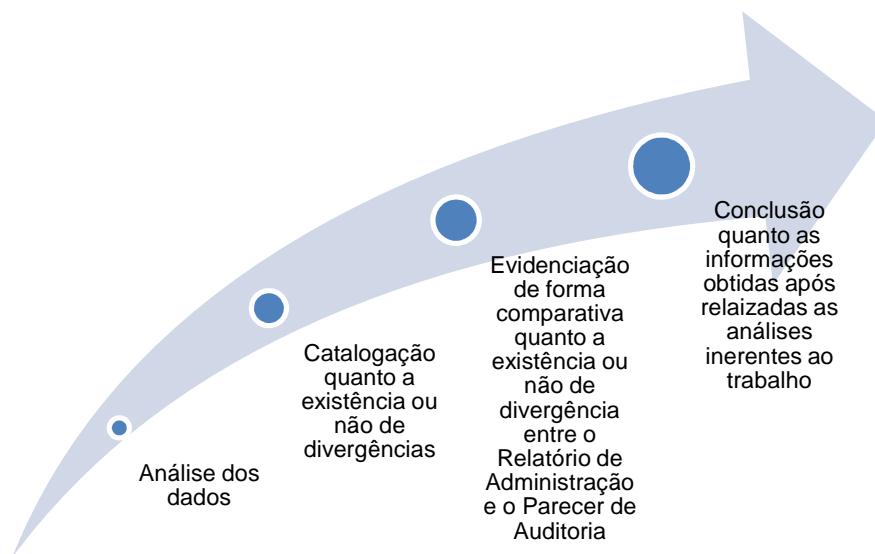 Análise dos
dados
Catalogação
quanto a
existência ou
não de
divergências
Evidenciação
de forma
comparativa
quanto a
existência ou
não de
divergência
entre o
Relatório de
Administração
e o Parecer de
Auditoria
Conclusão
quanto as
informações
obtidas após
relaizadas as
análises
inerentes ao
trabalho